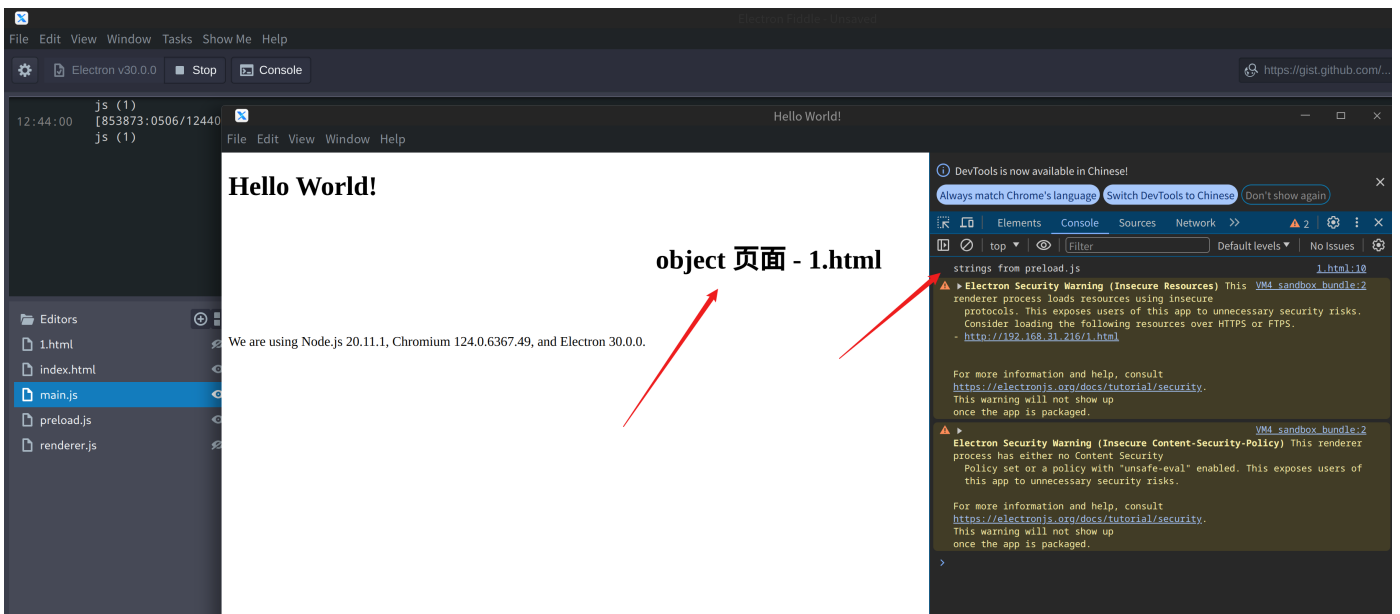 Electron Fiddle - Unsaved
File Edit View Window Tasks Show Me Help
Electron v30.0.0 Stop Console https://gist.github.com/...
js (1)
12:44:00 [853873:0506/12440
js (1)
Hello World!
File Edit View Window Help
Hello World!
object 页面 - 1.html
We are using Node.js 20.11.1, Chromium 124.0.6367.49, and Electron 30.0.0.
Editors
1.html
index.html
main.js
preload.js
renderer.js
DevTools is now available in Chinese!
Always match Chrome's language Switch DevTools to Chinese Don't show again
Elements Console Sources Network 2
top Filter Default levels No Issues
strings from preload.js 1.html:10
Electron Security Warning (Insecure Resources) This VM4 sandbox_bundle:2
renderer process loads resources using insecure
protocols. This exposes users of this app to unnecessary security risks.
Consider loading the following resources over HTTPS or FTPS.
- http://192.168.31.216/1.html
For more information and help, consult
https://electronjs.org/docs/tutorial/security.
This warning will not show up
once the app is packaged.
VM4 sandbox_bundle:2
Electron Security Warning (Insecure Content-Security-Policy) This renderer
process has either no Content Security
Policy set or a policy with "unsafe-eval" enabled. This exposes users of
this app to unnecessary security risks.
For more information and help, consult
https://electronjs.org/docs/tutorial/security.
This warning will not show up
once the app is packaged.